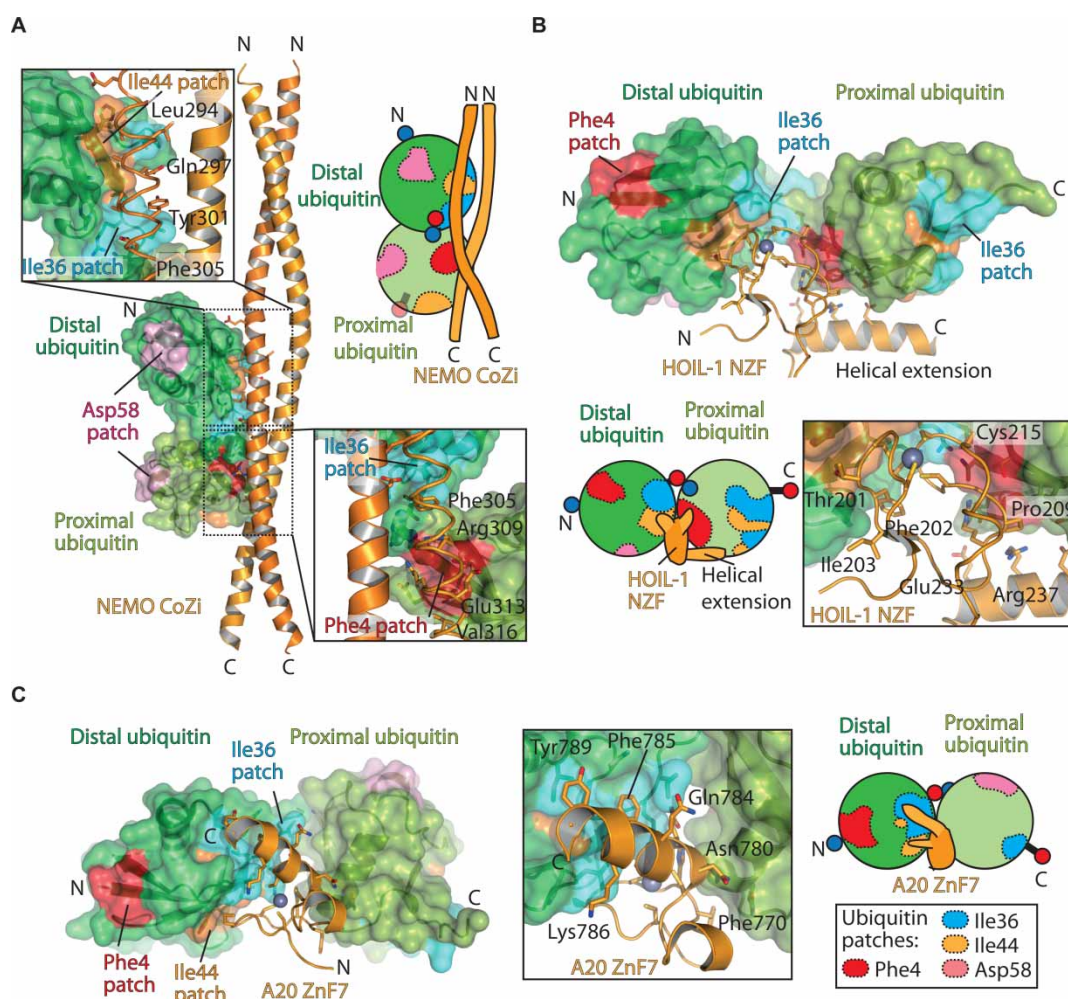 A
N N
Ile44 patch
Leu294
Gln297
Tyr301
Ile36 patch
Phe305
N
Distal
ubiquitin
Asp58
patch
Proximal
ubiquitin
NEMO CoZi
C C
N
N N
Distal
ubiquitin
Proximal
ubiquitin
C C
NEMO CoZi
Ile36
patch
Phe305
Arg309
Glu313
Phe4 patch
Val316
B
Distal ubiquitin
Proximal ubiquitin
Phe4
patch
Ile36
patch
N
C
Ile36
patch
N
C
HOIL-1 NZF
Helical extension
Distal
ubiquitin
Proximal
ubiquitin
C
N
HOIL-1
NZF
Helical
extension
Cys215
Thr201
Pro209
Phe202
Ile203
Glu233
Arg237
HOIL-1 NZF
C
Distal ubiquitin
Ile36
patch
Proximal ubiquitin
C
N
C
N
Phe4
patch
Ile44
patch
A20 ZnF7
Tyr789
Phe785
Gln784
Asn780
C
Lys786
Phe770
A20 ZnF7
Distal
ubiquitin
Proximal
ubiquitin
N
C
A20 ZnF7
Ubiquitin
patches:
Ile36
Ile44
Phe4
Asp58